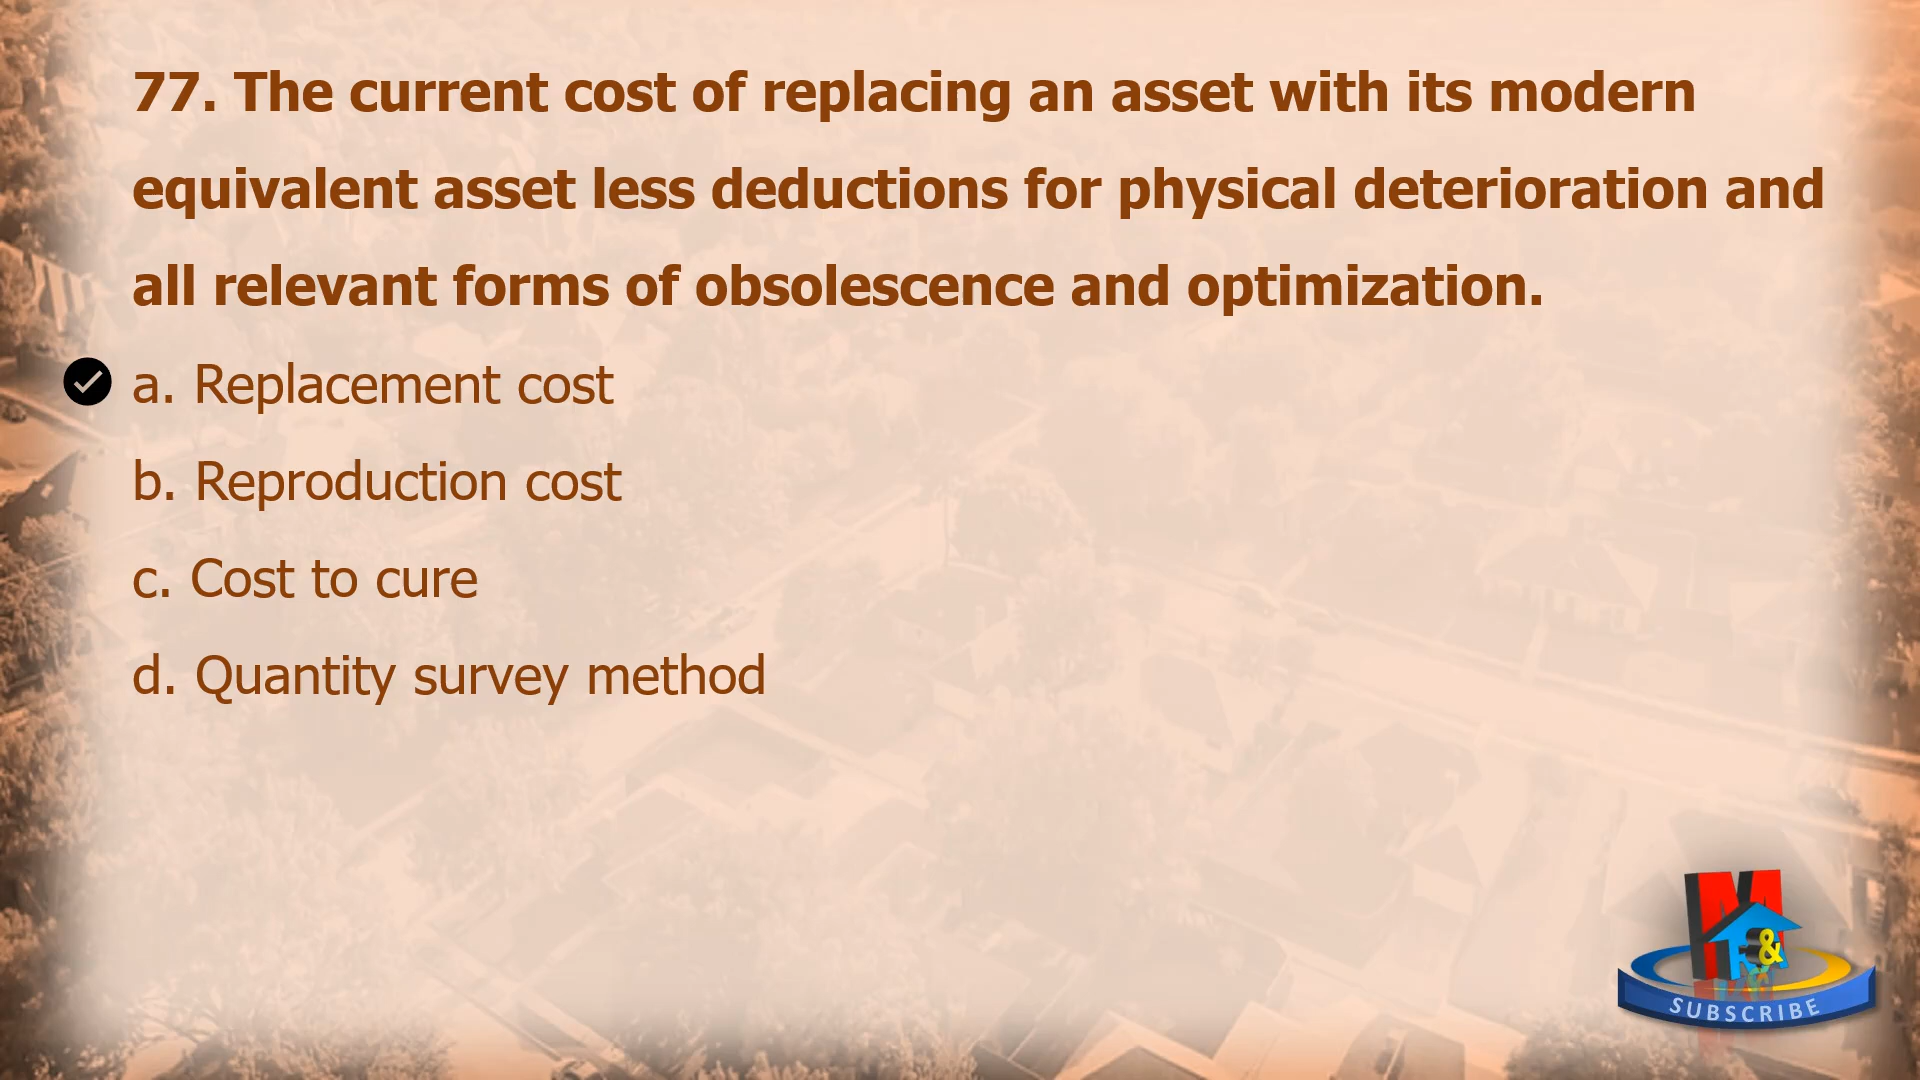 77. The current cost of replacing an asset with its modern
equivalent asset less deductions for physical deterioration and
all relevant forms of obsolescence and optimization.
a. Replacement cost
b. Reproduction cost
c. Cost to cure
d. Quantity survey method
M
&
SUBSCRIBE